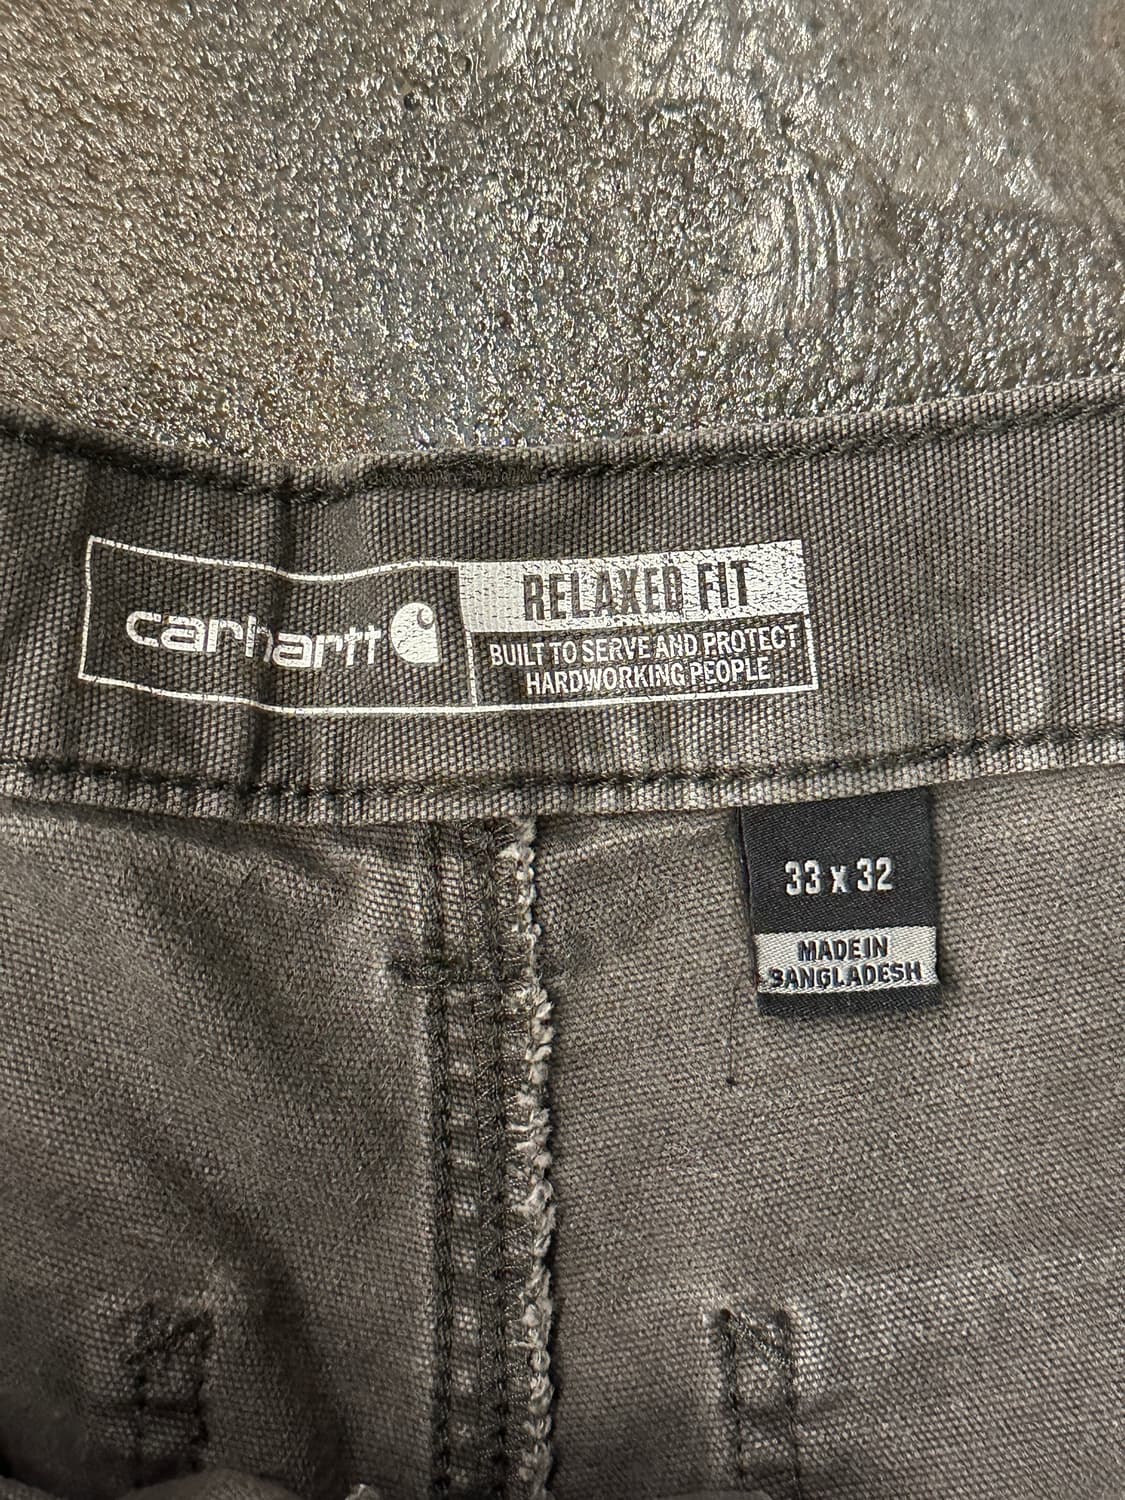 carhartt
RELAXED FIT
BUILT TO SERVE AND PROTECT
HARDWORKING PEOPLE
33 x 32
MADE IN
BANGLADESH